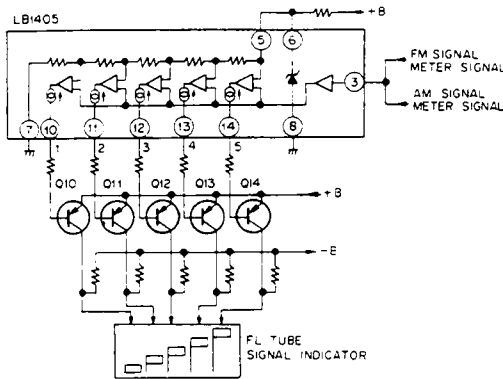 LB1405
+B
5
6
3
FM SIGNAL
METER SIGNAL
AM SIGNAL
METER SIGNAL
7
10
11
12
13
14
8
1
2
3
4
5
Q10
Q11
Q12
Q13
Q14
+B
-B
FL TUBE
SIGNAL INDICATOR